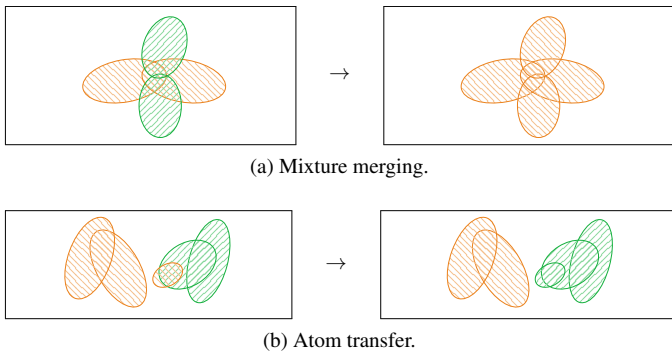 →
(a) Mixture merging.
→
(b) Atom transfer.